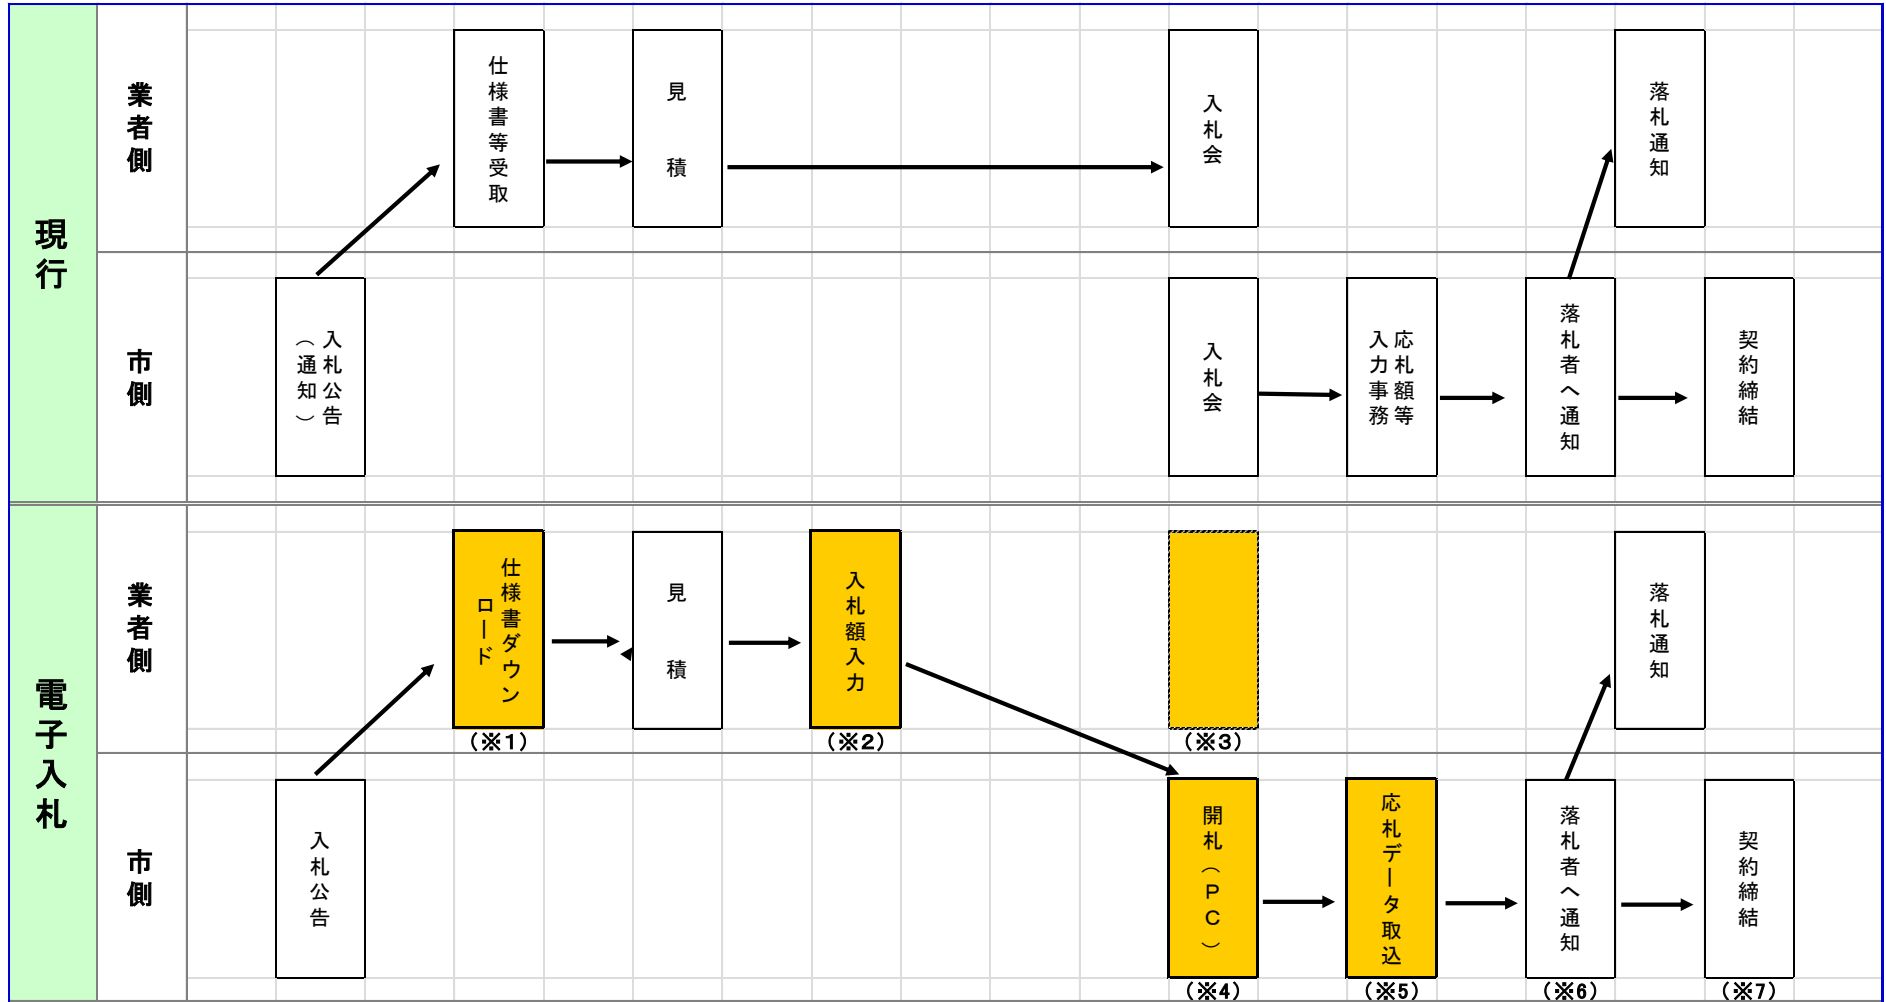 現行
業者側
仕様書等受取
見積
入札会
落札通知
市側
入札公告
（通知）
入札会
応札額等
入力事務
落札者へ通知
契約締結
電子入札
業者側
仕様書ダウン
ロード
(※1)
見積
入札額入力
(※2)
(※3)
落札通知
市側
入札公告
開札（ＰＣ）
(※4)
応札データ取込
(※5)
落札者へ通知
(※6)
契約締結
(※7)